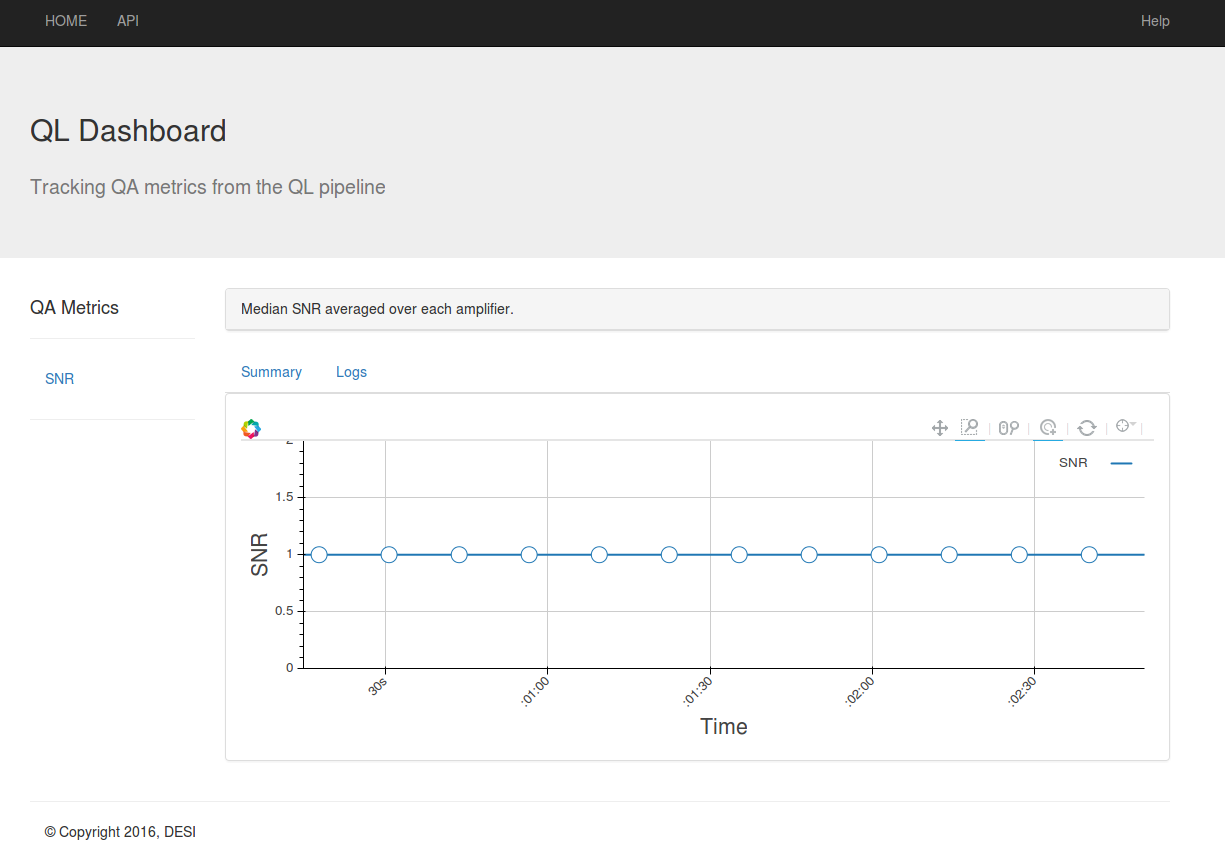 HOME API Help
QL Dashboard
Tracking QA metrics from the QL pipeline
QA Metrics
Median SNR averaged over each amplifier.
SNR
Summary Logs
SNR
2
1.5
1
0.5
0
SNR
30s :01:00 :01:30 :02:00 :02:30
Time
© Copyright 2016, DESI